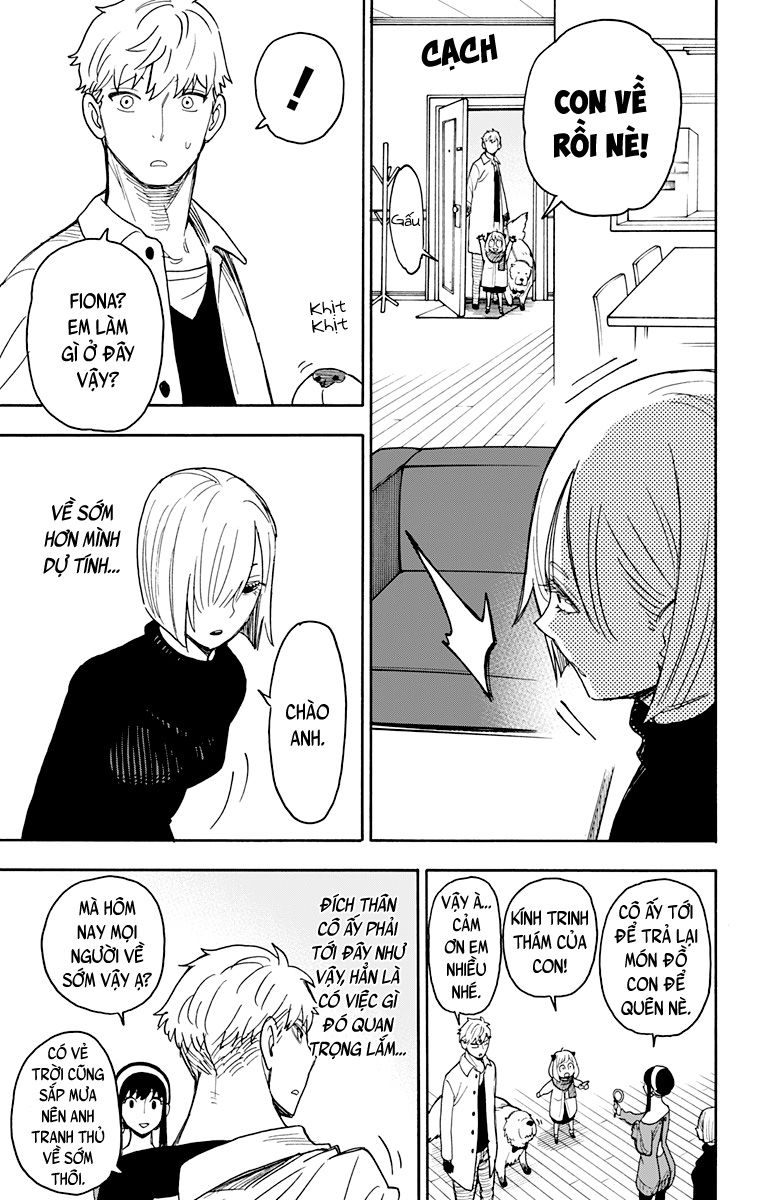 CẠCH
CON VỀ
RỒI NÈ!
Gấu
!
FIONA?
EM LÀM
GÌ Ở ĐÂY
VẬY?
Khịt
Khịt
VỀ SỚM
HƠN MÌNH
DỰ TÍNH...
CHÀO
ANH.
CÔ ẤY TỚI
ĐỂ TRẢ LẠI
MÓN ĐỒ
CON ĐỂ
QUÊN NÈ.
KÍNH TRINH
THÁM CỦA
CON!
VẬY À...
CẢM
ƠN EM
NHIỀU
NHÉ.
ĐÍCH THÂN
CÔ ẤY PHẢI
TỚI ĐÂY NHƯ
VẬY, HẲN LÀ
CÓ VIỆC GÌ
ĐÓ QUAN
TRỌNG LẮM...
MÀ HÔM
NAY MỌI
NGƯỜI VỀ
SỚM VẬY Ạ?
CÓ VẺ
TRỜI CŨNG
SẮP MƯA
NÊN ANH
TRANH THỦ
VỀ SỚM
THÔI.